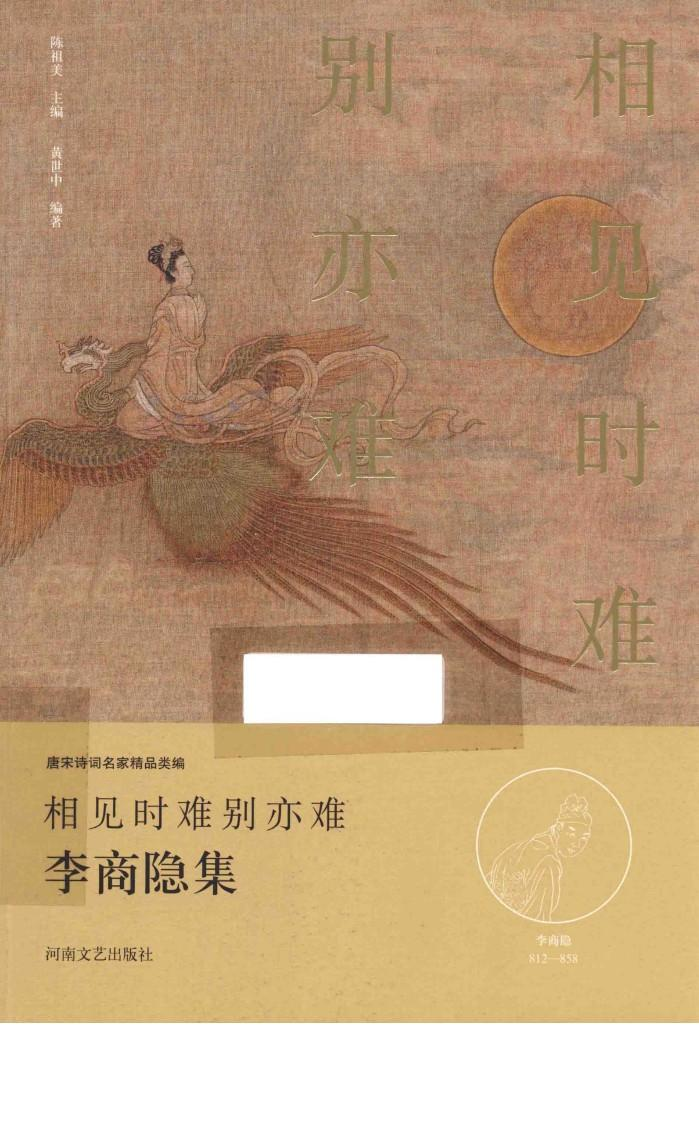 相见时难
别亦难
陈祖美 主编 黄世中 编著
唐宋诗词名家精品类编
相见时难别亦难
李商隐集
河南文艺出版社
李商隐
812—858